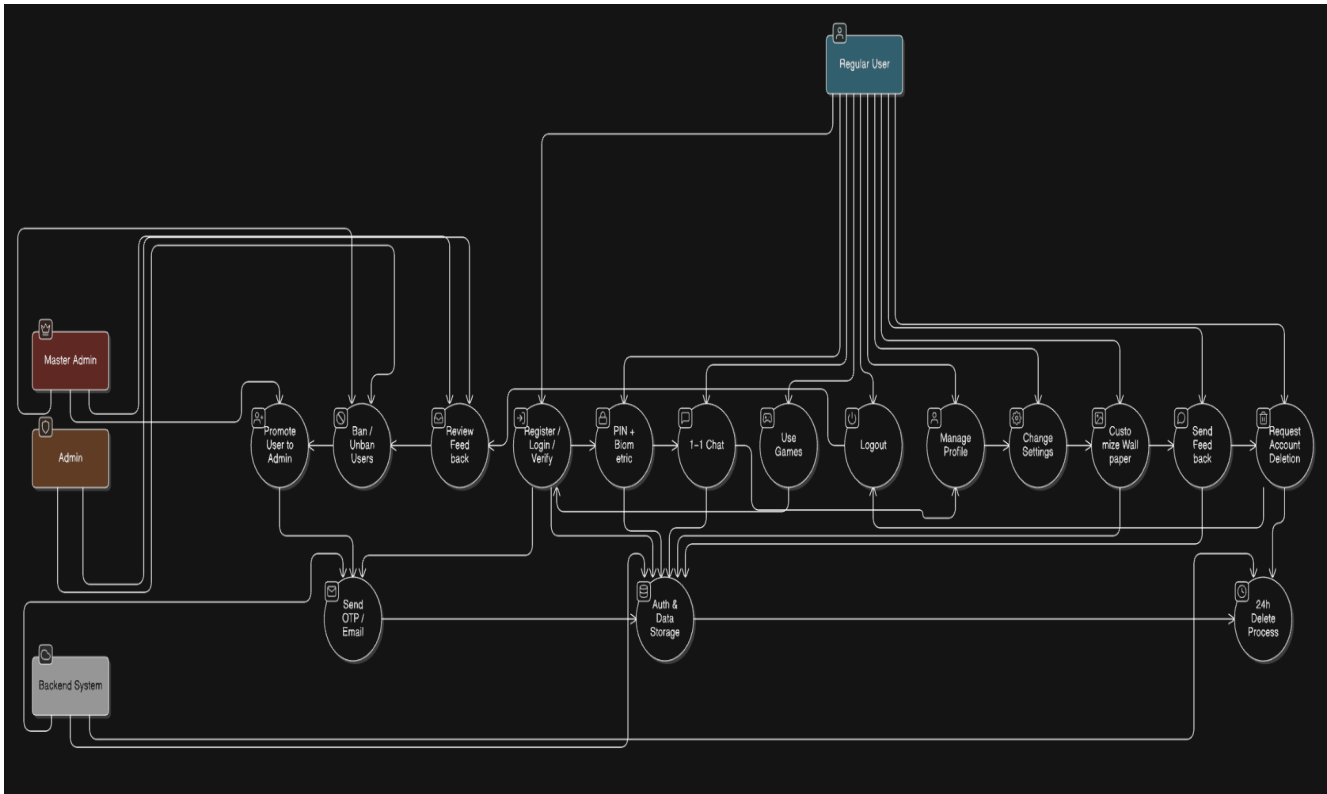 Regular User
Master Admin
Admin
Promote
User to
Admin
Ban /
Unban
Users
Review
Feed
back
Register /
Login /
Verify
PIN +
Biom
etric
1–1 Chat
Use
Games
Logout
Manage
Profile
Change
Settings
Custo
mize Wall
paper
Send
Feed
back
Request
Account
Deletion
Send
OTP /
Email
Auth &
Data
Storage
24h
Delete
Process
Backend System